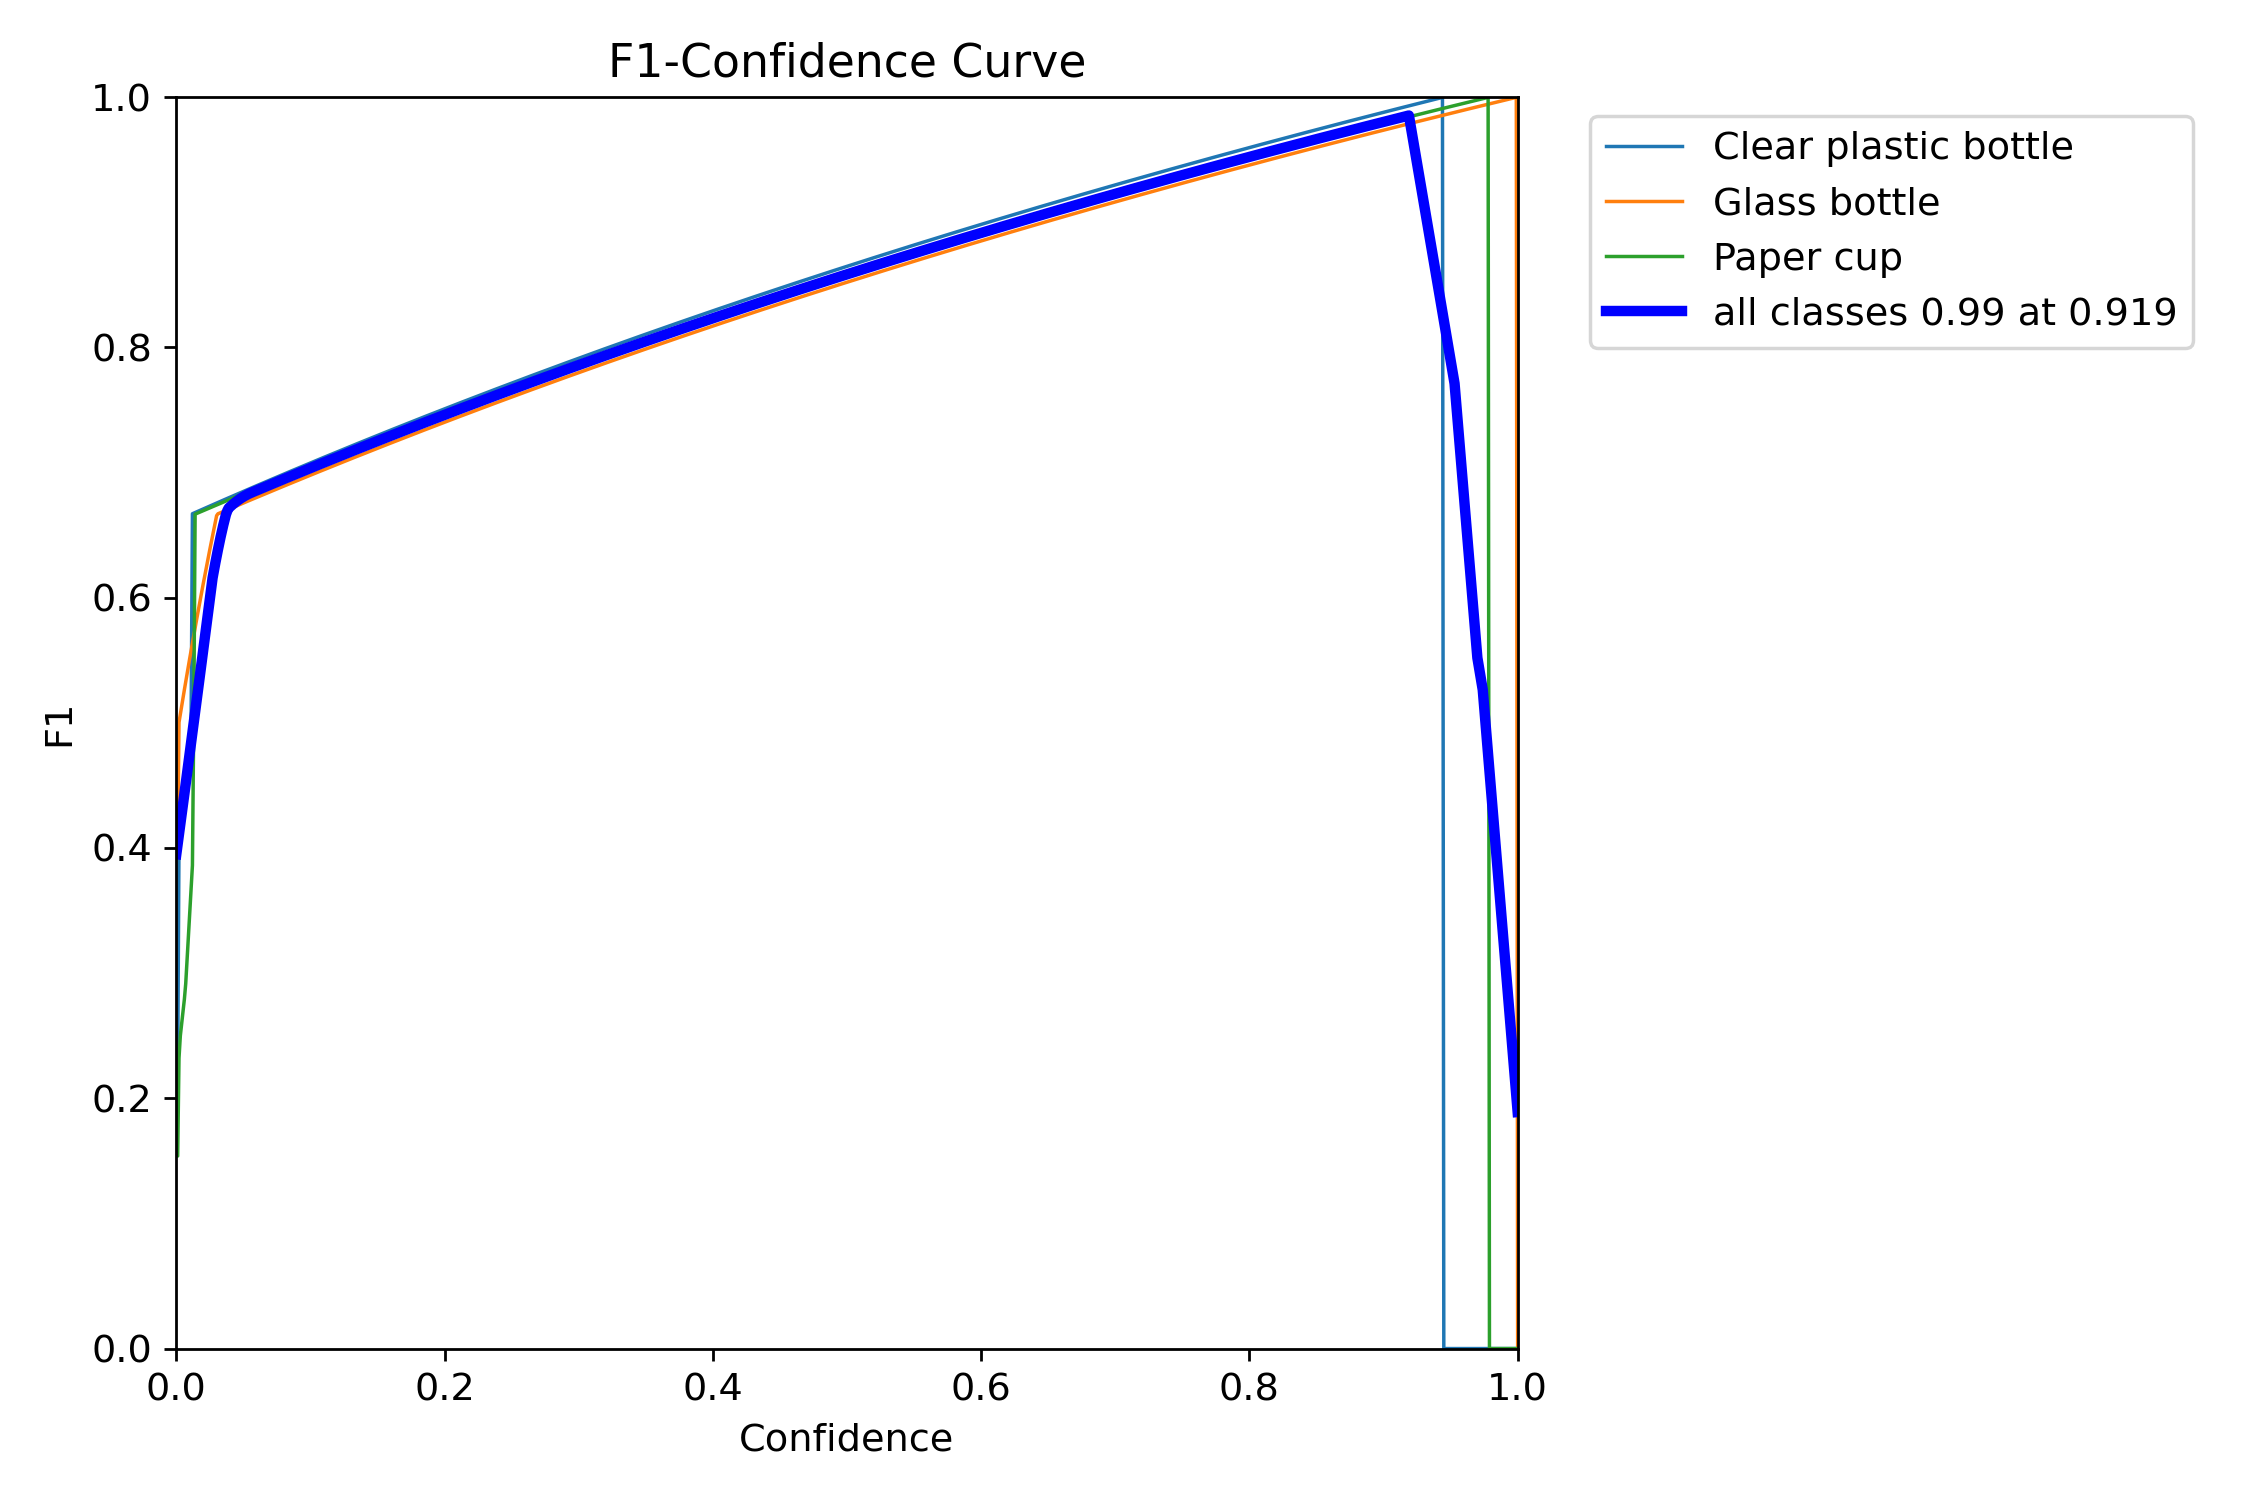 F1-Confidence Curve
1.0
0.8
0.6
0.4
0.2
0.0
F1
0.0 0.2 0.4 0.6 0.8 1.0
Confidence
Clear plastic bottle
Glass bottle
Paper cup
all classes 0.99 at 0.919